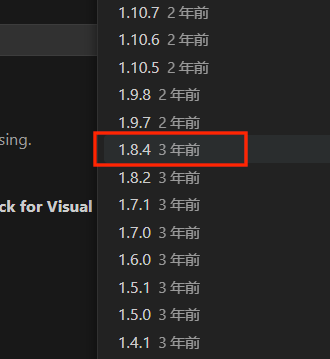 1.10.7 2 年前
1.10.6 2 年前
1.10.5 2 年前
1.9.8 2 年前
1.9.7 2 年前
sing.
1.8.4 3 年前
1.8.2 3 年前
ck for Visual
1.7.1 3 年前
1.7.0 3 年前
1.6.0 3 年前
1.5.1 3 年前
1.5.0 3 年前
1.4.1 3 年前